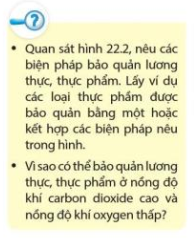 ?
• Quan sát hình 22.2, nêu các
biện pháp bảo quản lương
thực, thực phẩm. Lấy ví dụ
các loại thực phẩm được
bảo quản bằng một hoặc
kết hợp các biện pháp nêu
trong hình.
• Vì sao có thể bảo quản lương
thực, thực phẩm ở nồng độ
khí carbon dioxide cao và
nồng độ khí oxygen thấp?